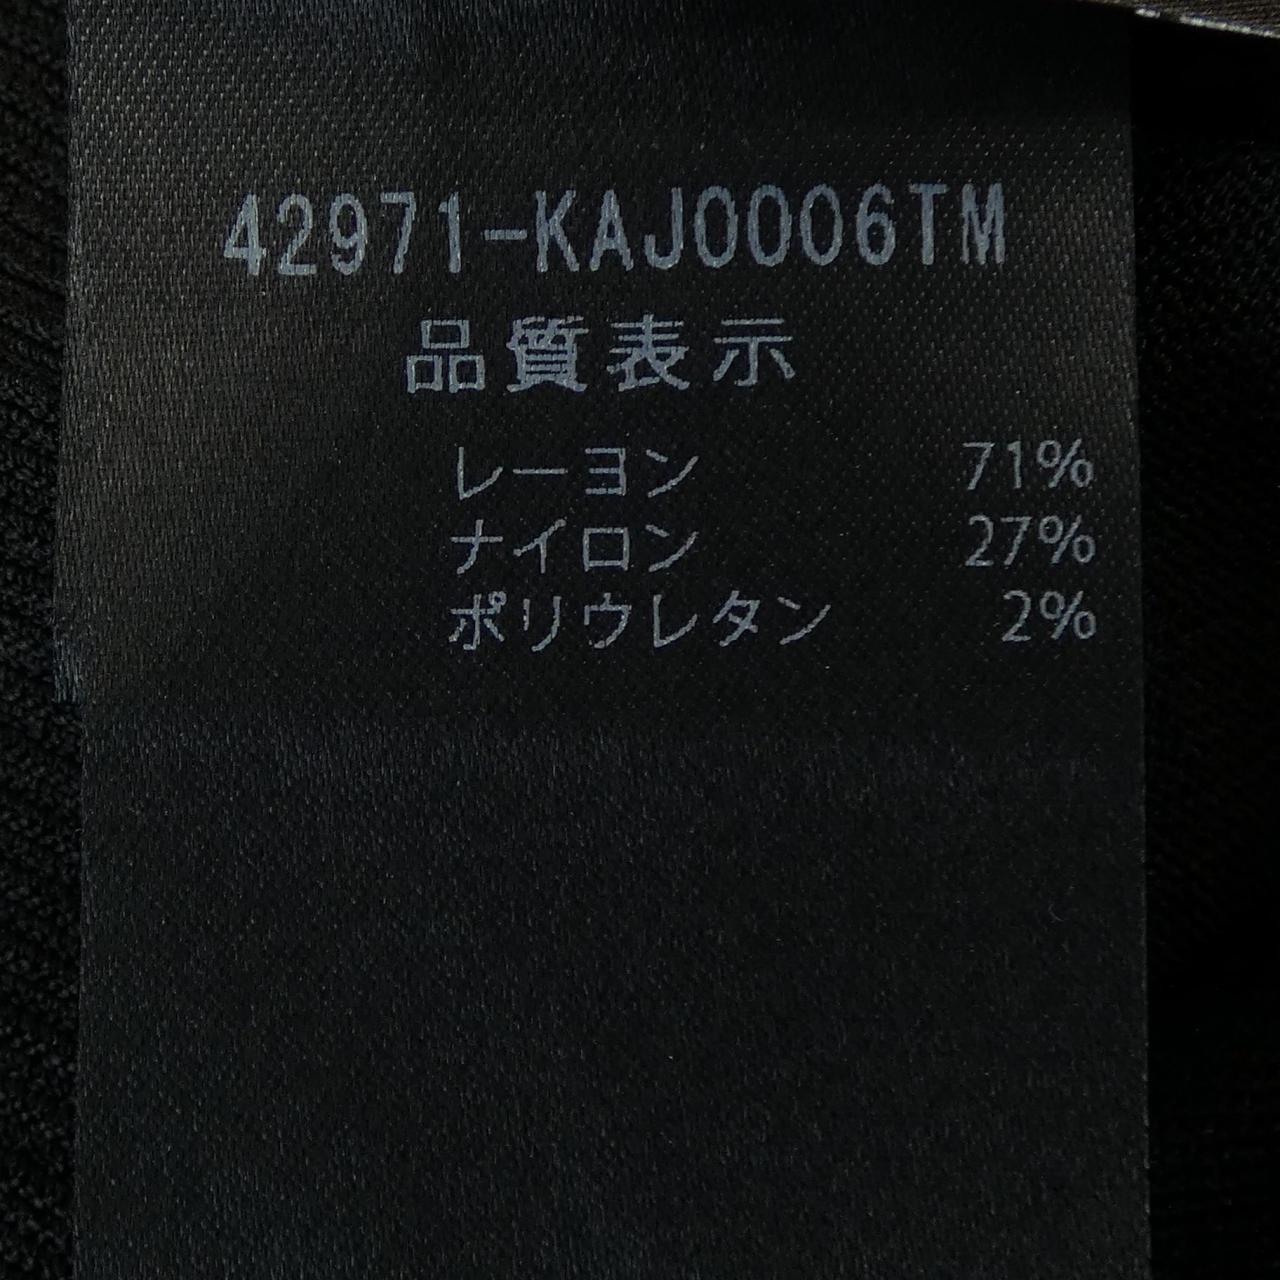 42971-KAJ0006TM
品質表示
レーヨン 71%
ナイロン 27%
ポリウレタン 2%